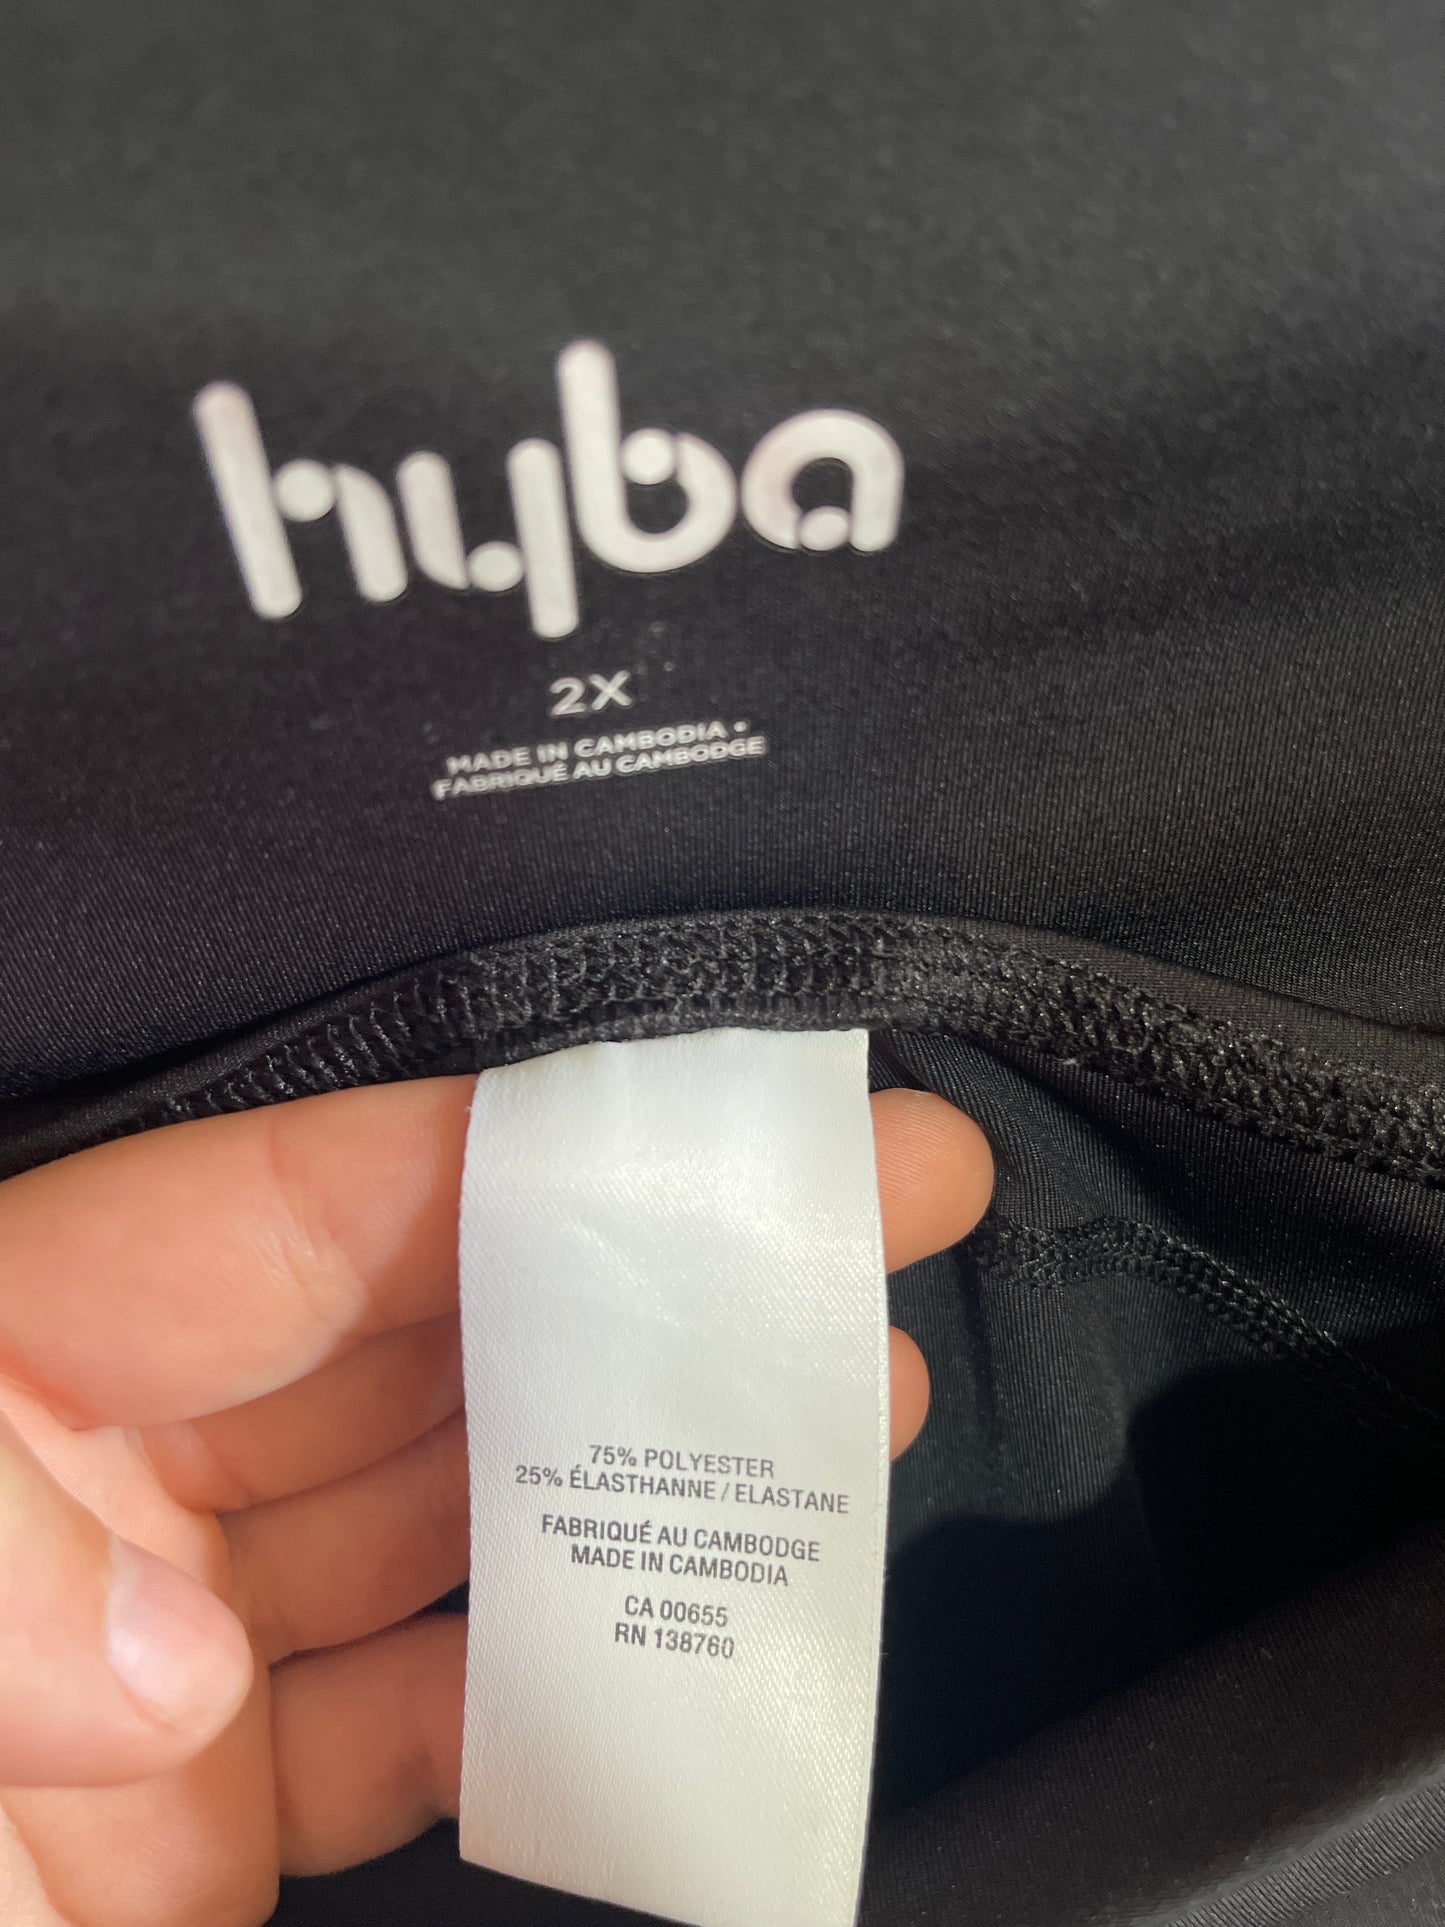 hyba
2X
MADE IN CAMBODIA •
FABRIQUÉ AU CAMBODGE
75% POLYESTER
25% ÉLASTHANNE / ELASTANE
FABRIQUÉ AU CAMBODGE
MADE IN CAMBODIA
CA 00655
RN 138760